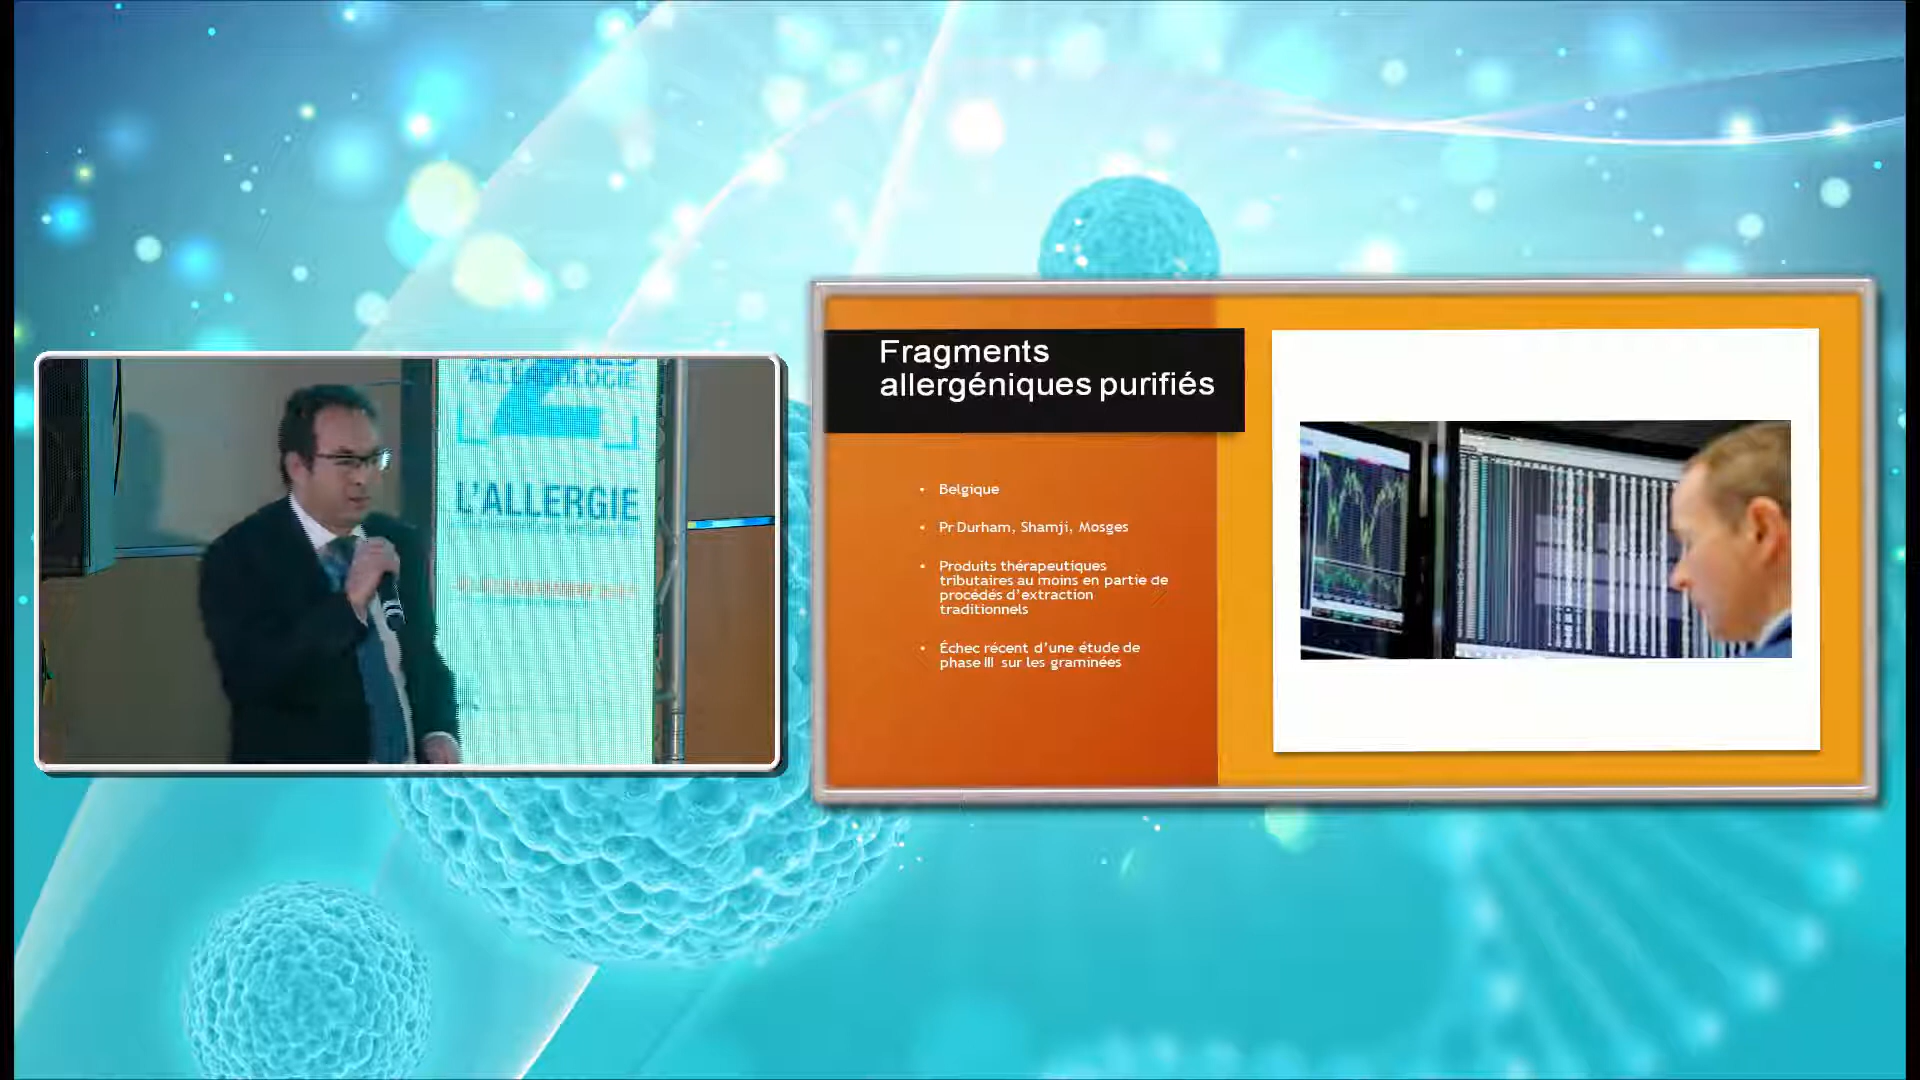 ALLERGOLOGIE
L'ALLERGIE
Fragments
allergéniques purifiés
• Belgique
• Pr Durham, Shamji, Mosges
• Produits thérapeutiques
tributaires au moins en partie de
procédés d'extraction
traditionnels
• Échec récent d'une étude de
phase III sur les graminées